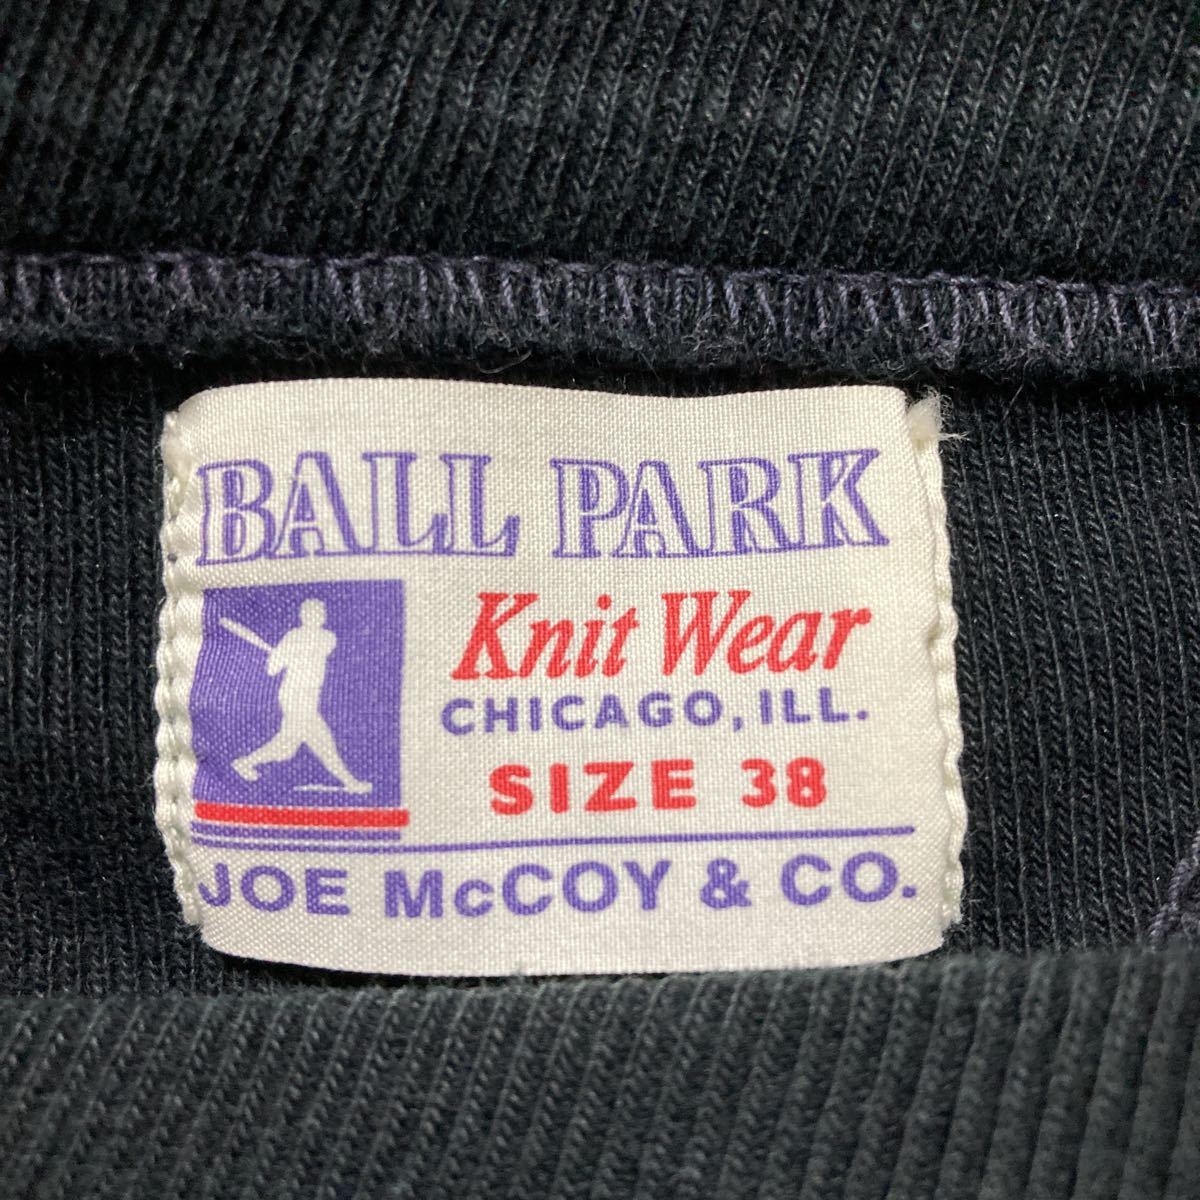 BALL PARK
Knit Wear
CHICAGO, ILL.
SIZE 38
JOE McCOY & CO.